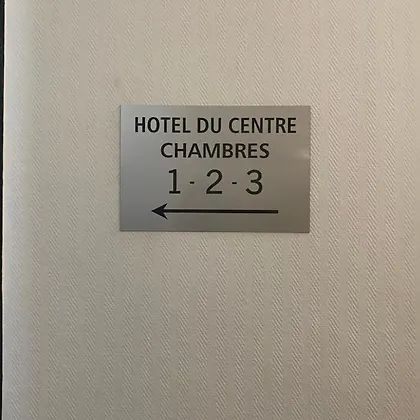 HOTEL DU CENTRE
CHAMBRES
1 - 2 - 3